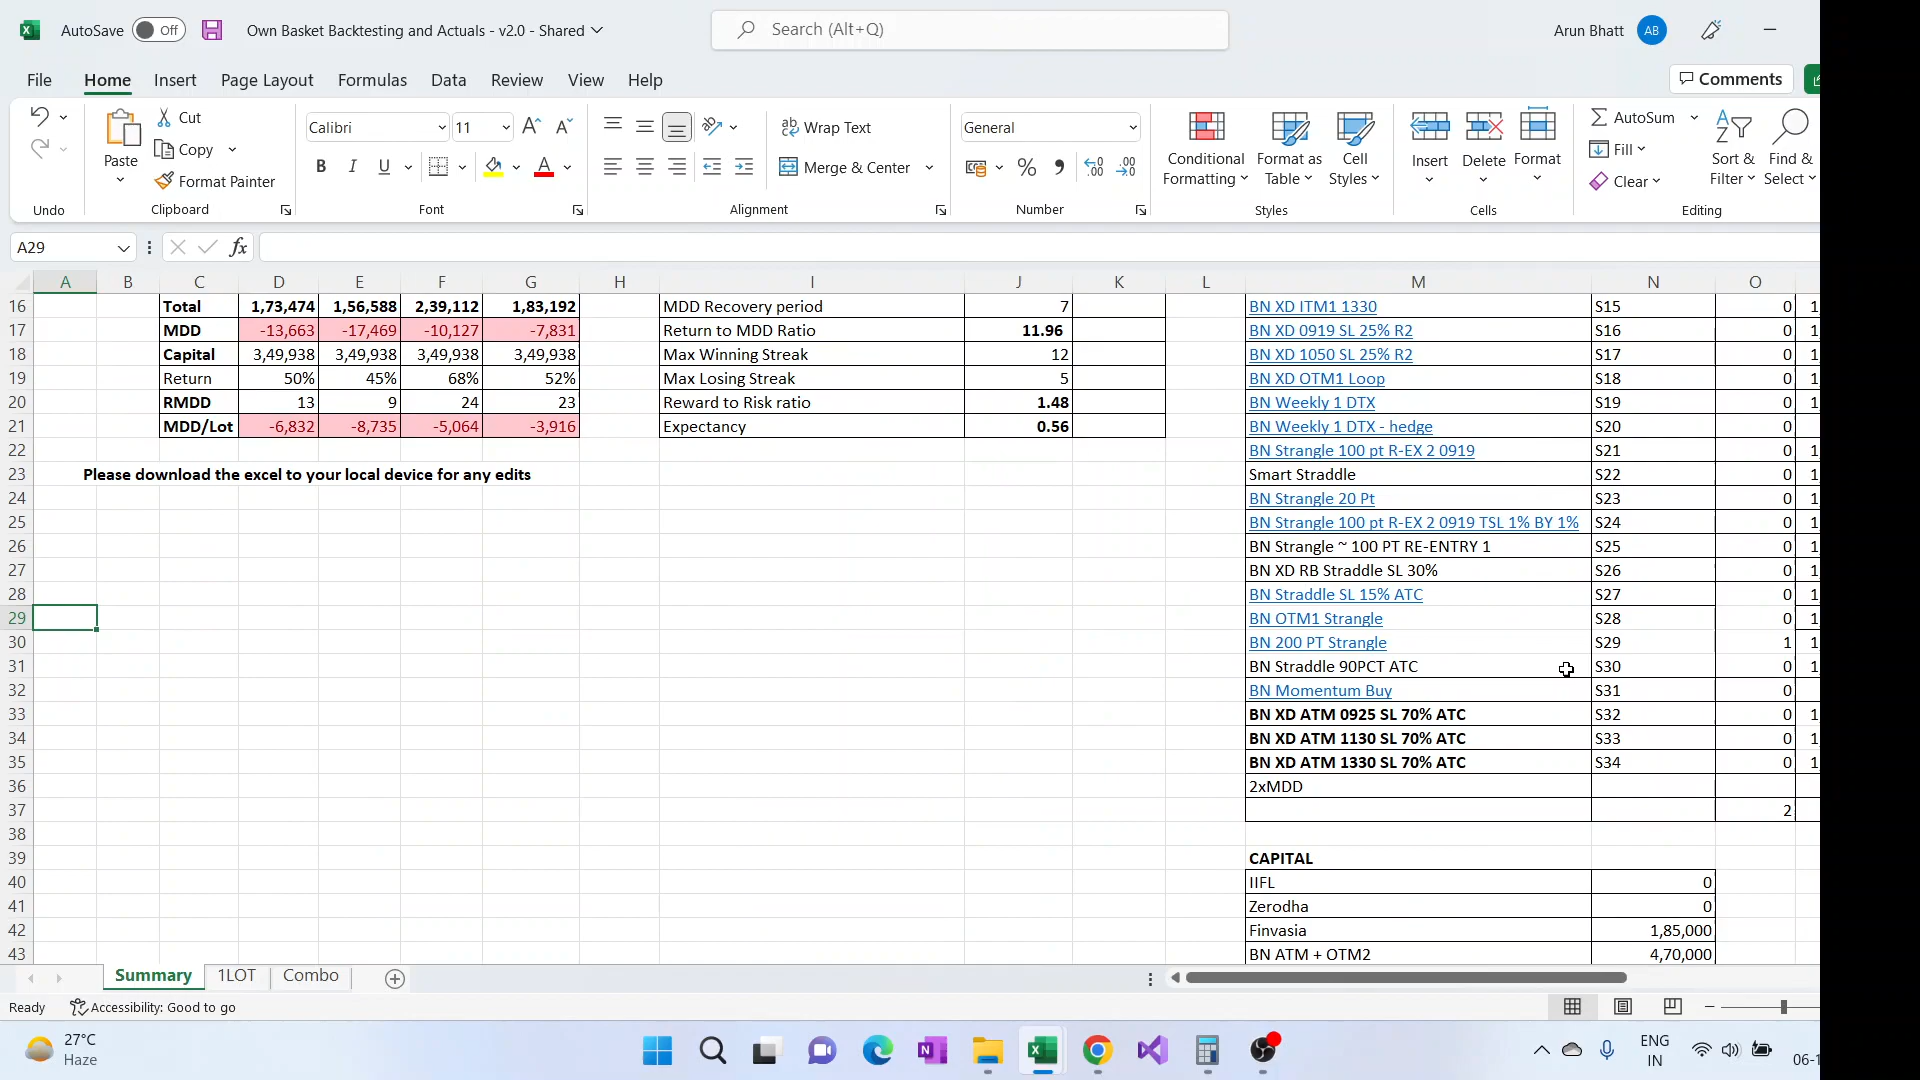 AutoSave Off Own Basket Backtesting and Actuals - v2.0 - Shared Search (Alt+Q) Arun Bhatt AB
File Home Insert Page Layout Formulas Data Review View Help Comments
Cut
Copy
Format Painter
Paste
Undo Clipboard
Calibri 11
B I U
Font
Wrap Text
Merge & Center
Alignment
General
Number
Conditional Formatting Format as Table Cell Styles
Styles
Insert Delete Format
Cells
AutoSum
Fill
Clear
Sort & Filter Find & Select
Editing
A29 fx
A B C D E F G H I J K L M N O
16 Total 1,73,474 1,56,588 2,39,112 1,83,192 MDD Recovery period 7 BN XD ITM1 1330 S15 0 1
17 MDD -13,663 -17,469 -10,127 -7,831 Return to MDD Ratio 11.96 BN XD 0919 SL 25% R2 S16 0 1
18 Capital 3,49,938 3,49,938 3,49,938 3,49,938 Max Winning Streak 12 BN XD 1050 SL 25% R2 S17 0 1
19 Return 50% 45% 68% 52% Max Losing Streak 5 BN XD OTM1 Loop S18 0 1
20 RMDD 13 9 24 23 Reward to Risk ratio 1.48 BN Weekly 1 DTX S19 0 1
21 MDD/Lot -6,832 -8,735 -5,064 -3,916 Expectancy 0.56 BN Weekly 1 DTX - hedge S20 0
22 BN Strangle 100 pt R-EX 2 0919 S21 0 1
23 Please download the excel to your local device for any edits Smart Straddle S22 0 1
24 BN Strangle 20 Pt S23 0 1
25 BN Strangle 100 pt R-EX 2 0919 TSL 1% BY 1% S24 0 1
26 BN Strangle ~ 100 PT RE-ENTRY 1 S25 0 1
27 BN XD RB Straddle SL 30% S26 0 1
28 BN Straddle SL 15% ATC S27 0 1
29 BN OTM1 Strangle S28 0 1
30 BN 200 PT Strangle S29 1 1
31 BN Straddle 90PCT ATC S30 0 1
32 BN Momentum Buy S31 0
33 BN XD ATM 0925 SL 70% ATC S32 0 1
34 BN XD ATM 1130 SL 70% ATC S33 0 1
35 BN XD ATM 1330 SL 70% ATC S34 0 1
36 2xMDD
37 2
38
39 CAPITAL
40 IIFL 0
41 Zerodha 0
42 Finvasia 1,85,000
43 BN ATM + OTM2 4,70,000
Summary 1LOT Combo
Ready Accessibility: Good to go
27°C
Haze
ENG
IN
06-1